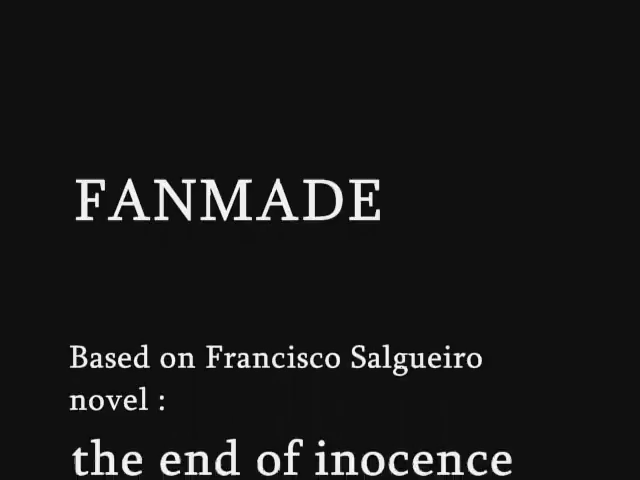 FANMADE
Based on Francisco Salgueiro
novel :
the end of inocence